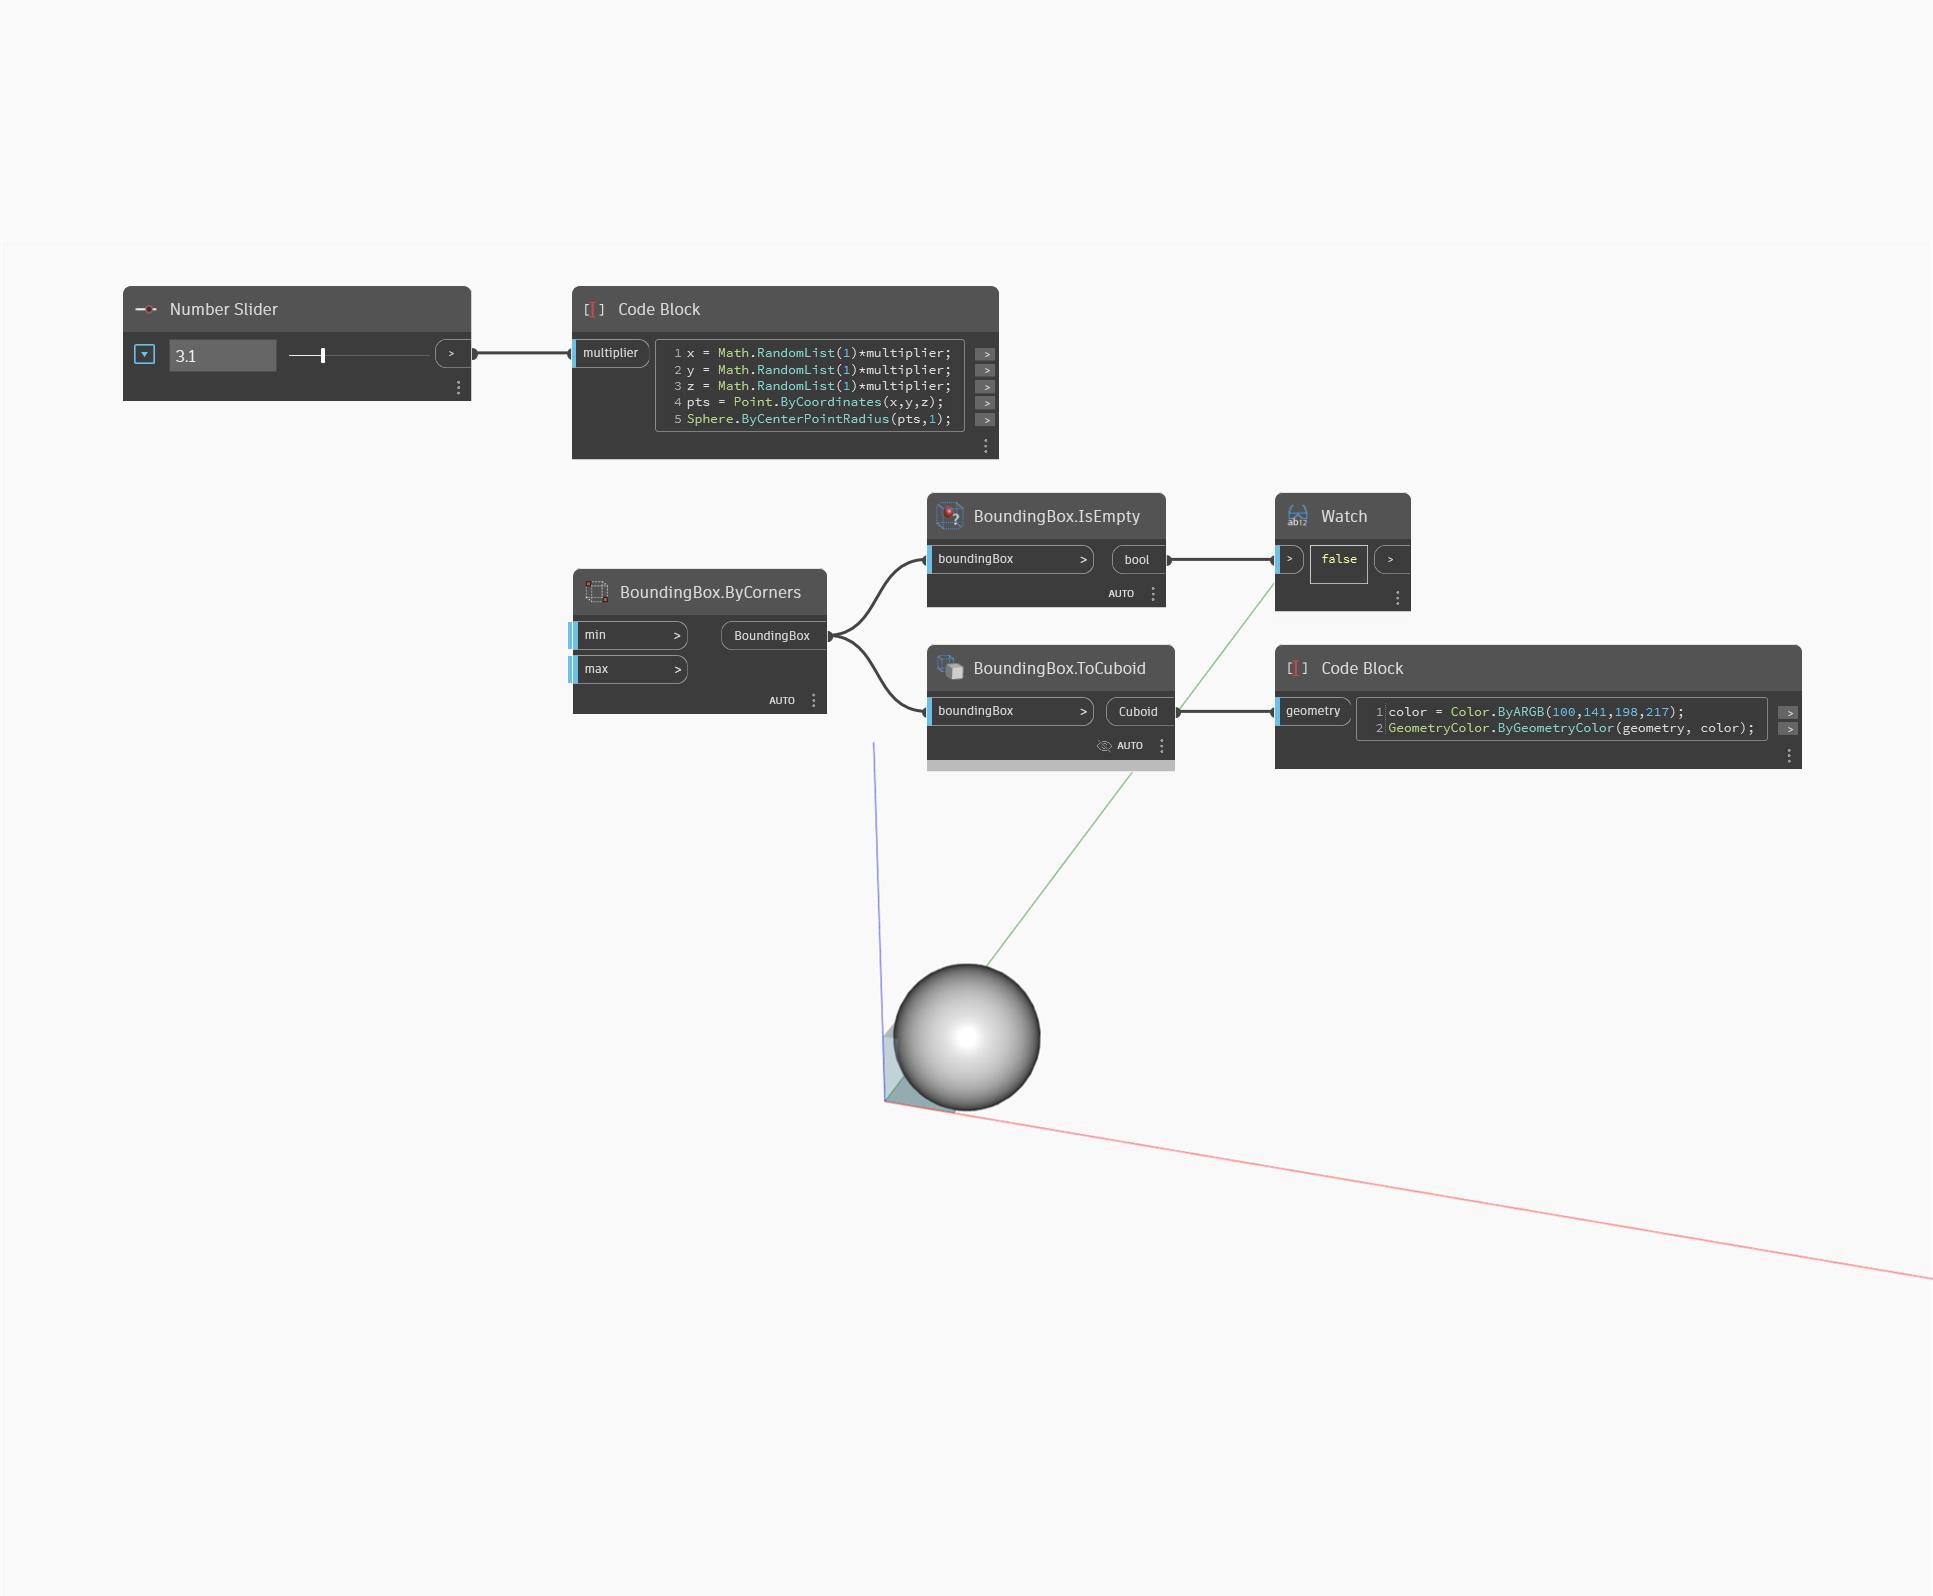 Number Slider
3.1
>
Code Block
multiplier
1 x = Math.RandomList(1)*multiplier; >
2 y = Math.RandomList(1)*multiplier; >
3 z = Math.RandomList(1)*multiplier; >
4 pts = Point.ByCoordinates(x,y,z); >
5 Sphere.ByCenterPointRadius(pts,1); >
BoundingBox.IsEmpty
boundingBox > bool
AUTO
Watch
> false >
BoundingBox.ByCorners
min > BoundingBox
max >
AUTO
BoundingBox.ToCuboid
boundingBox > Cuboid
AUTO
Code Block
geometry
1 color = Color.ByARGB(100,141,198,217); >
2 GeometryColor.ByGeometryColor(geometry, color); >